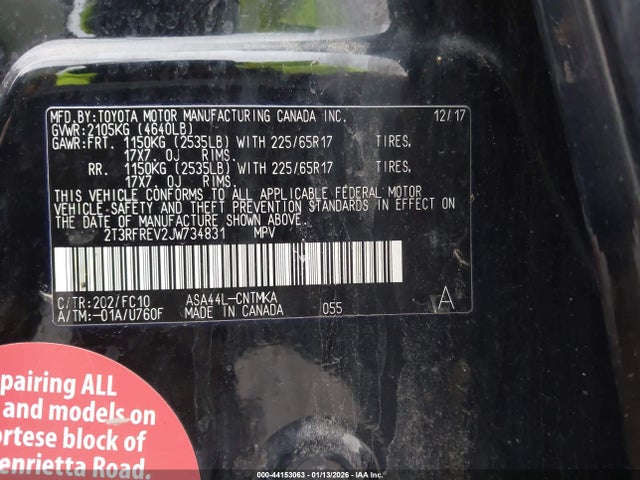 MFD.BY:TOYOTA MOTOR MANUFACTURING CANADA INC. 12/17
GVWR:2105KG (4640LB)
GAWR:FRT. 1150KG (2535LB) WITH 225/65R17 TIRES,
17X7.0J RIMS.
RR. 1150KG (2535LB) WITH 225/65R17 TIRES,
17X7.0J RIMS.
THIS VEHICLE CONFORMS TO ALL APPLICABLE FEDERAL MOTOR
VEHICLE SAFETY AND THEFT PREVENTION STANDARDS IN EFFECT
ON THE DATE OF MANUFACTURE SHOWN ABOVE.
2T3RFREV2JW734831 MPV
C/TR:202/FC10 ASA44L-CNTMKA
A/TM:-01A/U760F MADE IN CANADA 055 A
pairing ALL
and models on
ortese block of
enrietta Road.
000-44153063 - 01/13/2026 - IAA Inc.